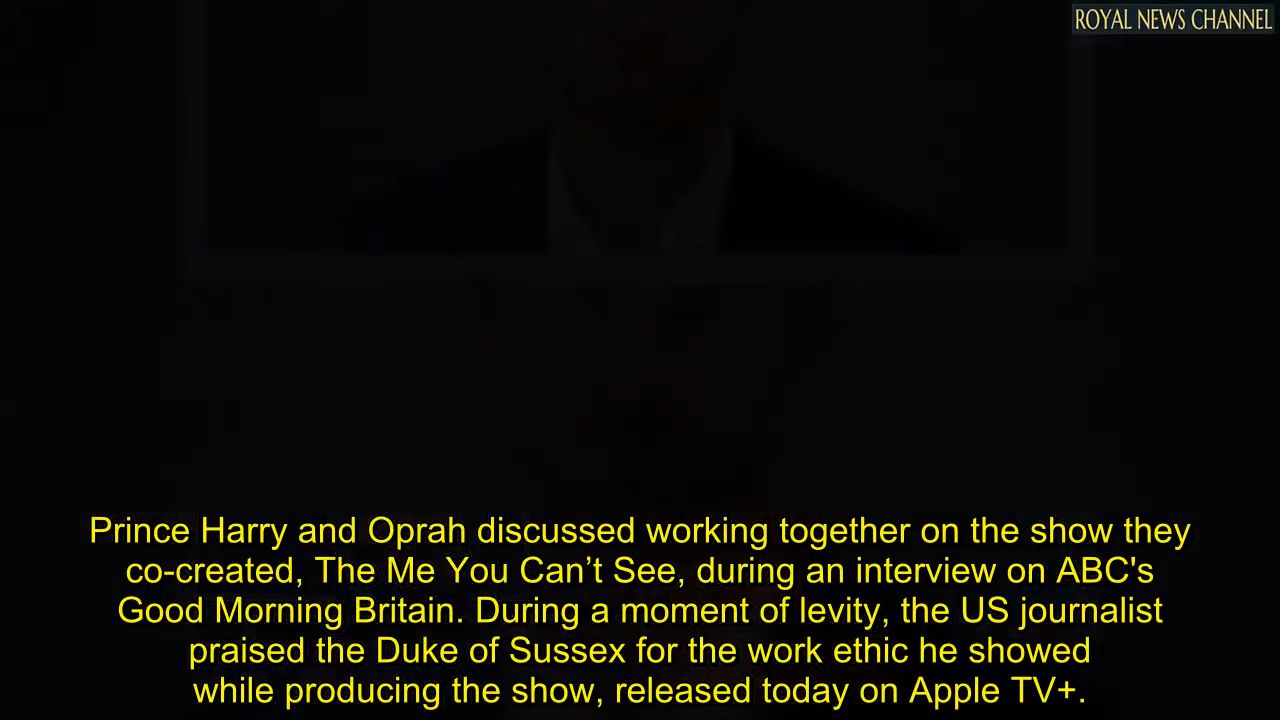 ROYAL NEWS CHANNEL
Prince Harry and Oprah discussed working together on the show they
co-created, The Me You Can’t See, during an interview on ABC's
Good Morning Britain. During a moment of levity, the US journalist
praised the Duke of Sussex for the work ethic he showed
while producing the show, released today on Apple TV+.